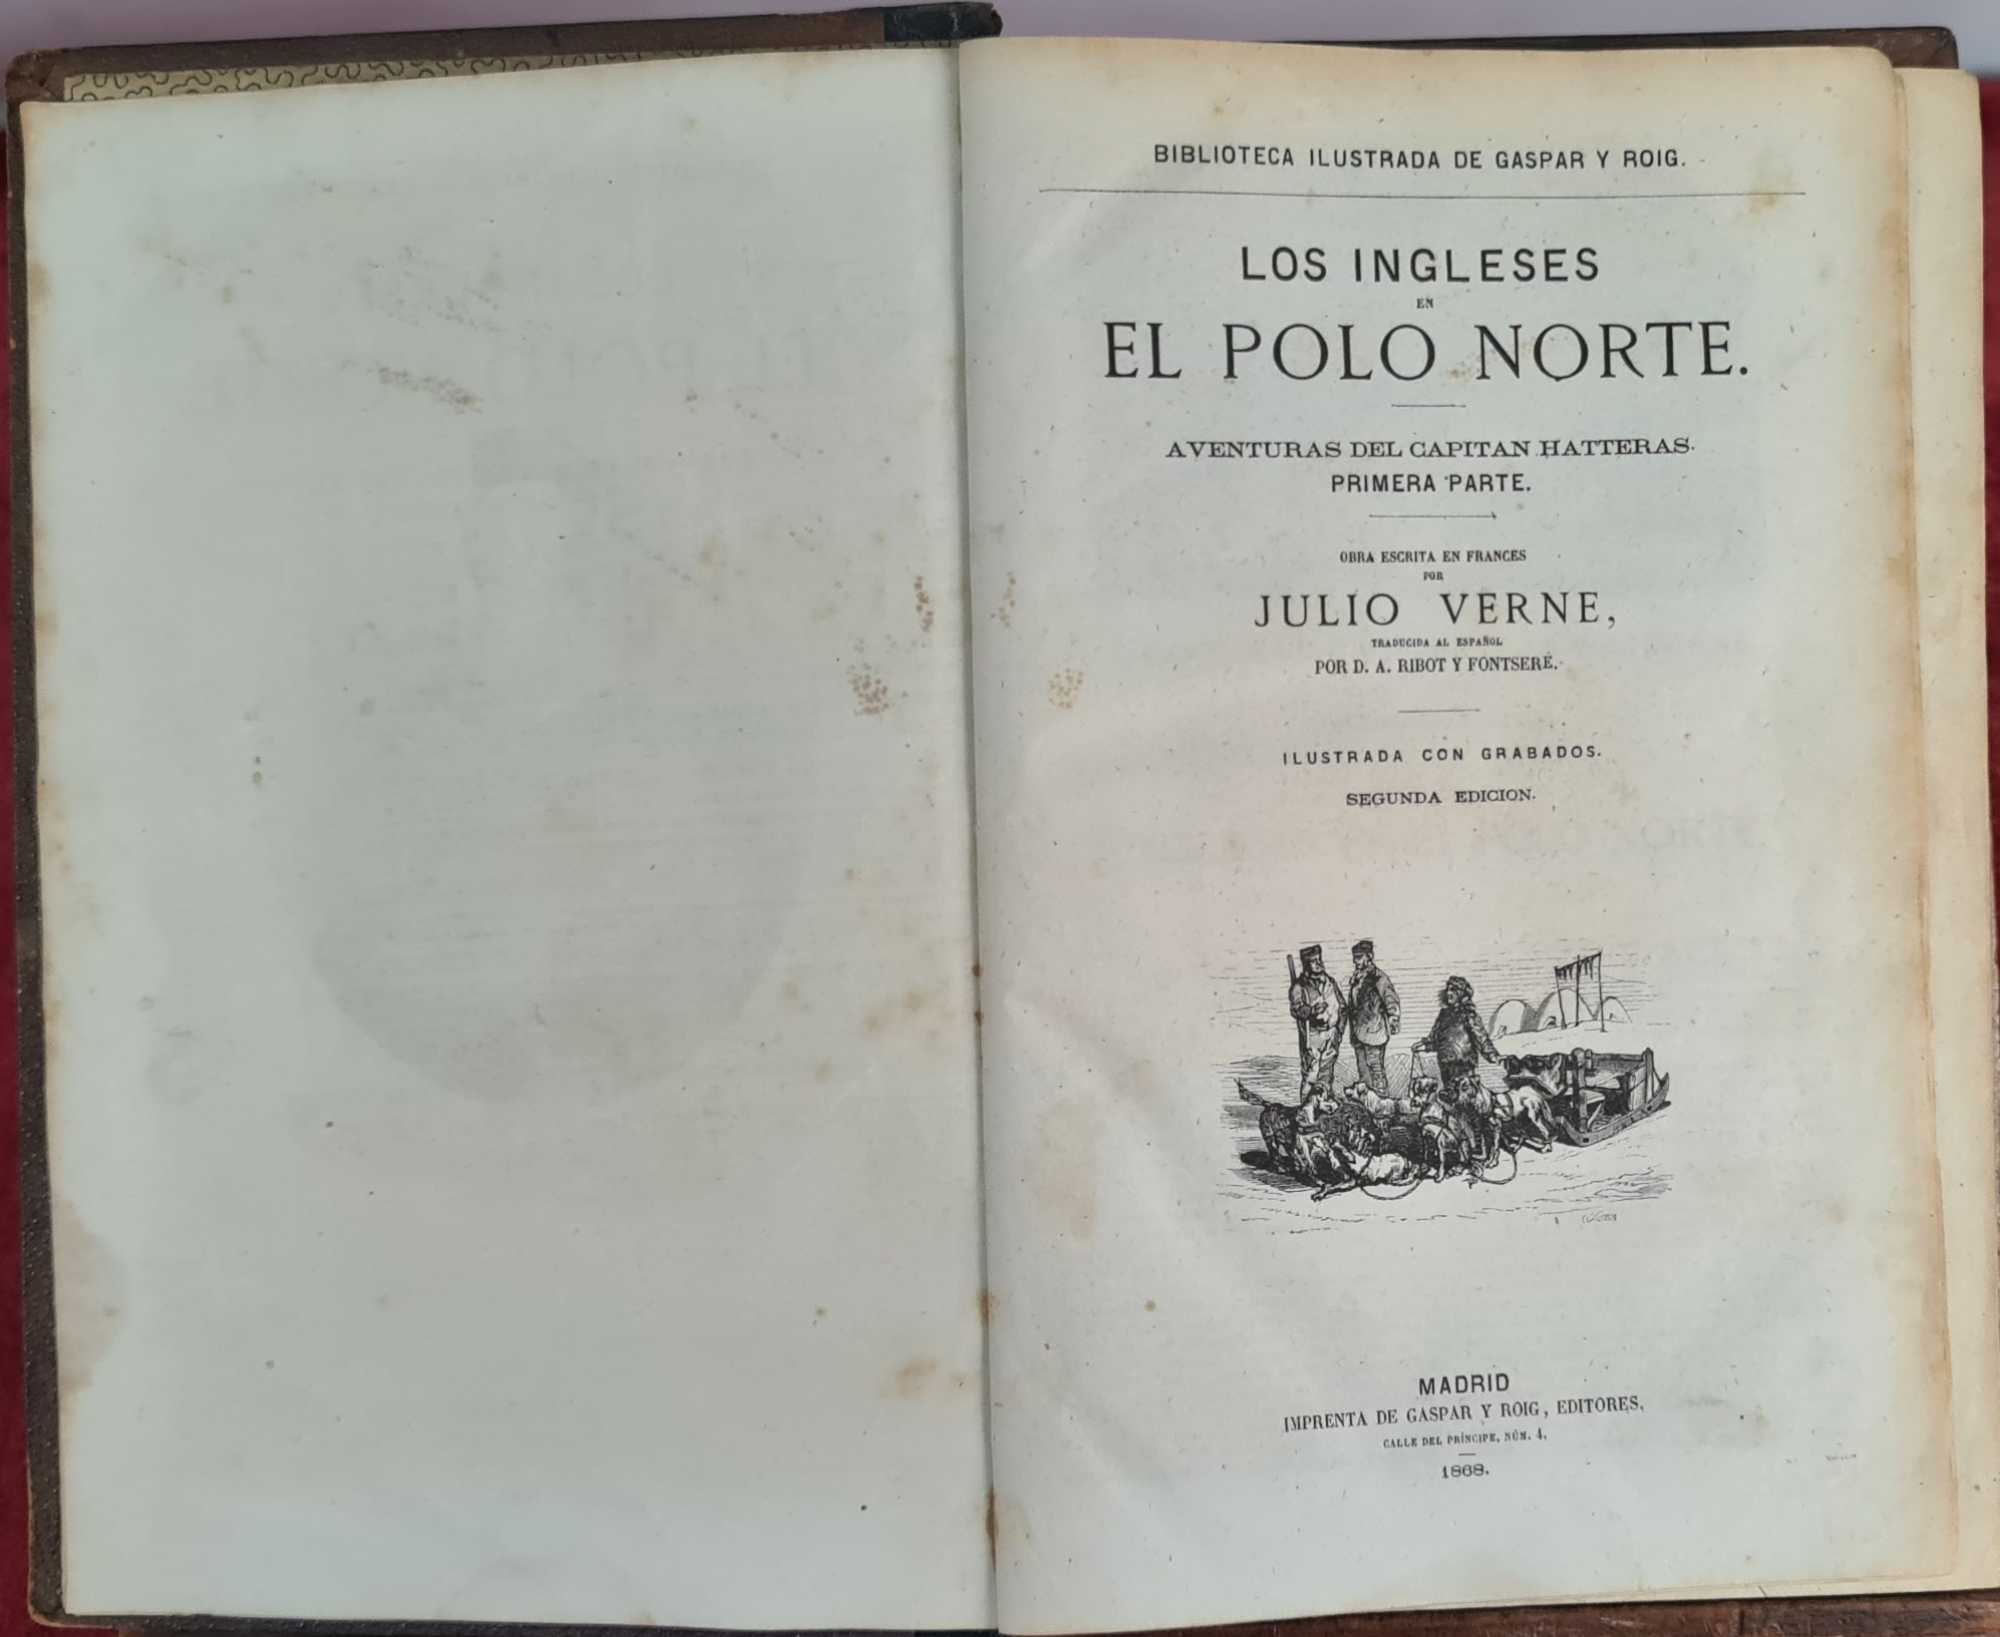 BIBLIOTECA ILUSTRADA DE GASPAR Y ROIG.
LOS INGLESES
EN
EL POLO NORTE.
AVENTURAS DEL CAPITAN HATTERAS.
PRIMERA PARTE.
OBRA ESCRITA EN FRANCES
POR
JULIO VERNE,
TRADUCIDA AL ESPAÑOL
POR D. A. RIBOT Y FONTSERÉ.
ILUSTRADA CON GRABADOS.
SEGUNDA EDICION.
MADRID
IMPRENTA DE GASPAR Y ROIG, EDITORES,
CALLE DEL PRÍNCIPE, NÚM. 4.
1868.